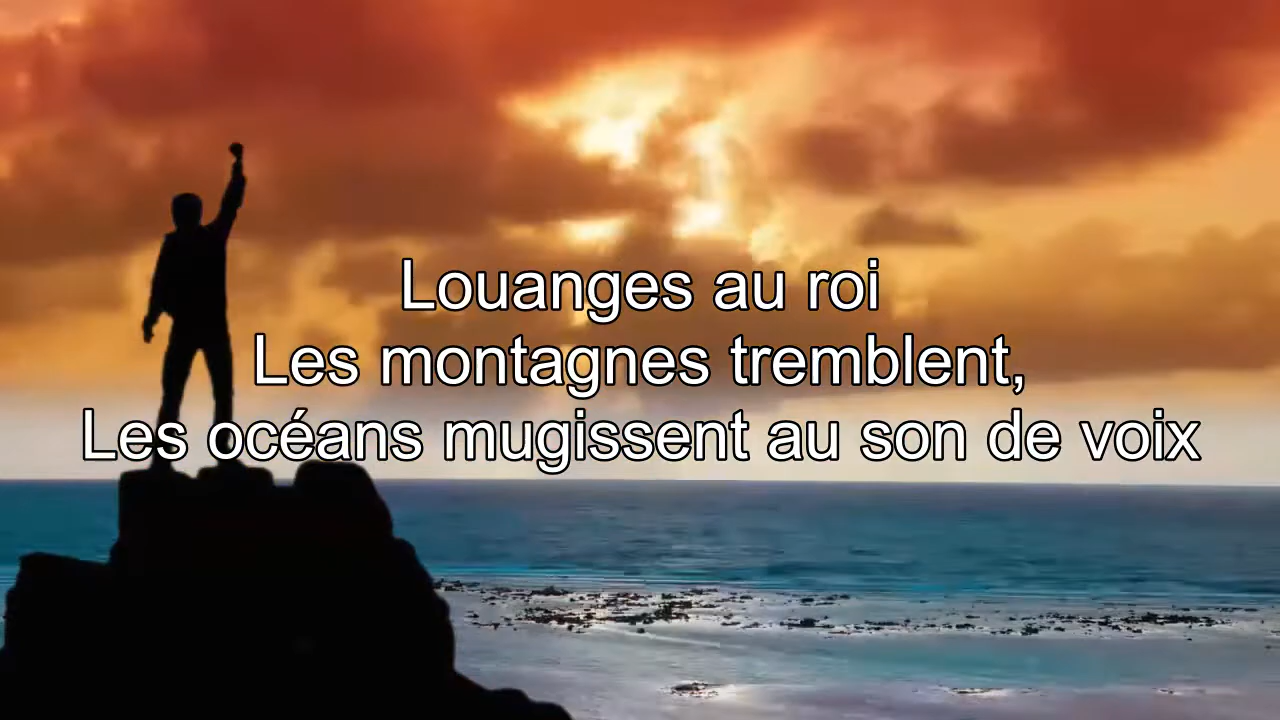 Louanges au roi
Les montagnes tremblent,
Les océans mugissent au son de voix